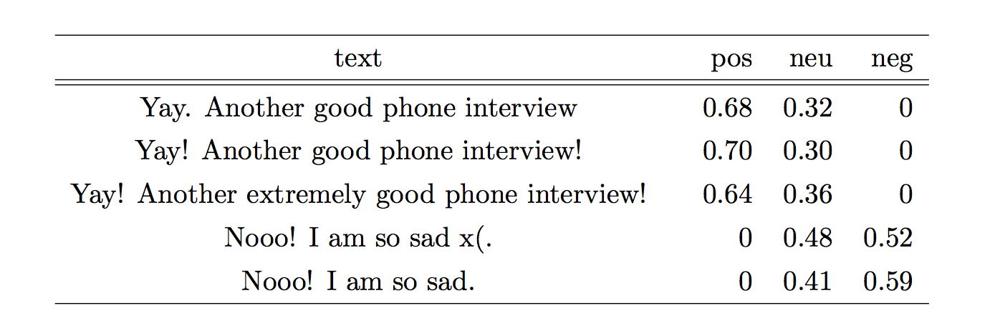 text pos neu neg
Yay. Another good phone interview 0.68 0.32 0
Yay! Another good phone interview! 0.70 0.30 0
Yay! Another extremely good phone interview! 0.64 0.36 0
Nooo! I am so sad x(. 0 0.48 0.52
Nooo! I am so sad. 0 0.41 0.59